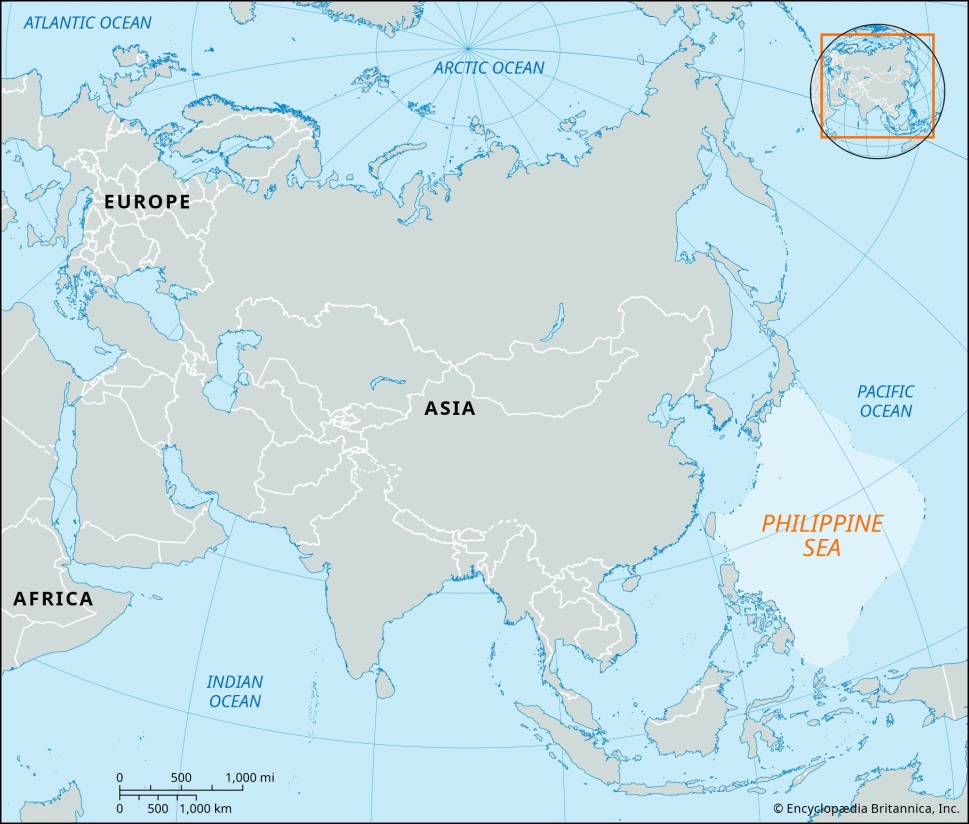 ATLANTIC OCEAN
ARCTIC OCEAN
EUROPE
PACIFIC
OCEAN
ASIA
PHILIPPINE
SEA
AFRICA
INDIAN
OCEAN
0 500 1,000 mi
0 500 1,000 km
© Encyclopædia Britannica, Inc.